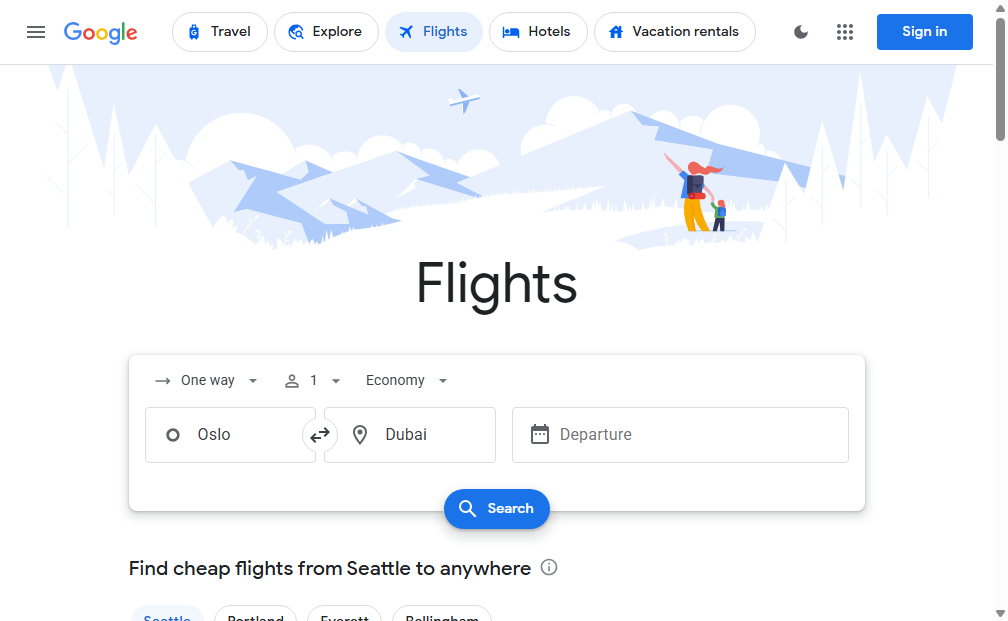 Google Travel Explore Flights Hotels Vacation rentals Sign in
Flights
One way 1 Economy
Oslo Dubai Departure
Search
Find cheap flights from Seattle to anywhere
Seattle Portland Everett Bellingham